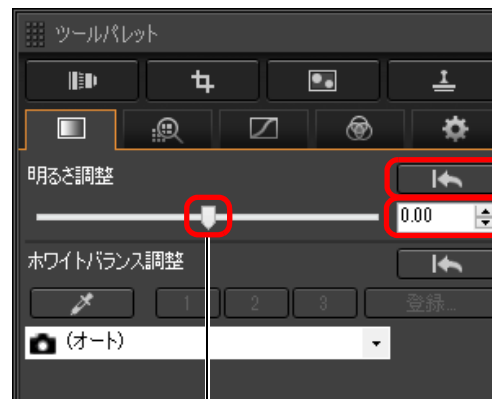 ツールパレット
明るさ調整
0.00
ホワイトバランス調整
1 2 3 登録...
(オート)